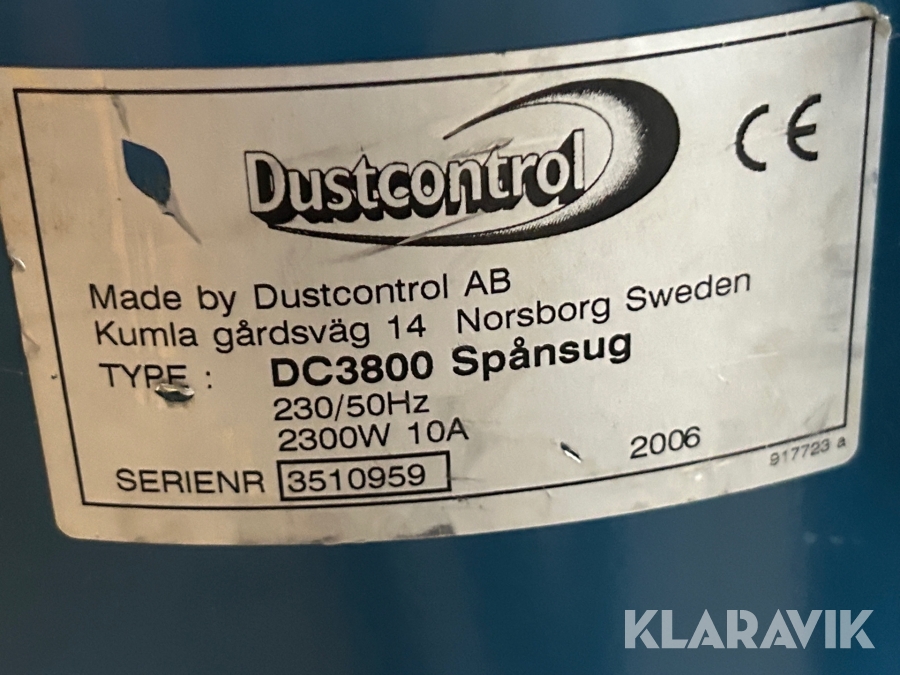 Dustcontrol
CE
Made by Dustcontrol AB
Kumla gårdsväg 14 Norsborg Sweden
TYPE : DC3800 Spånsug
230/50Hz
2300W 10A
2006
917723 a
SERIENR 3510959
KLARAVIK